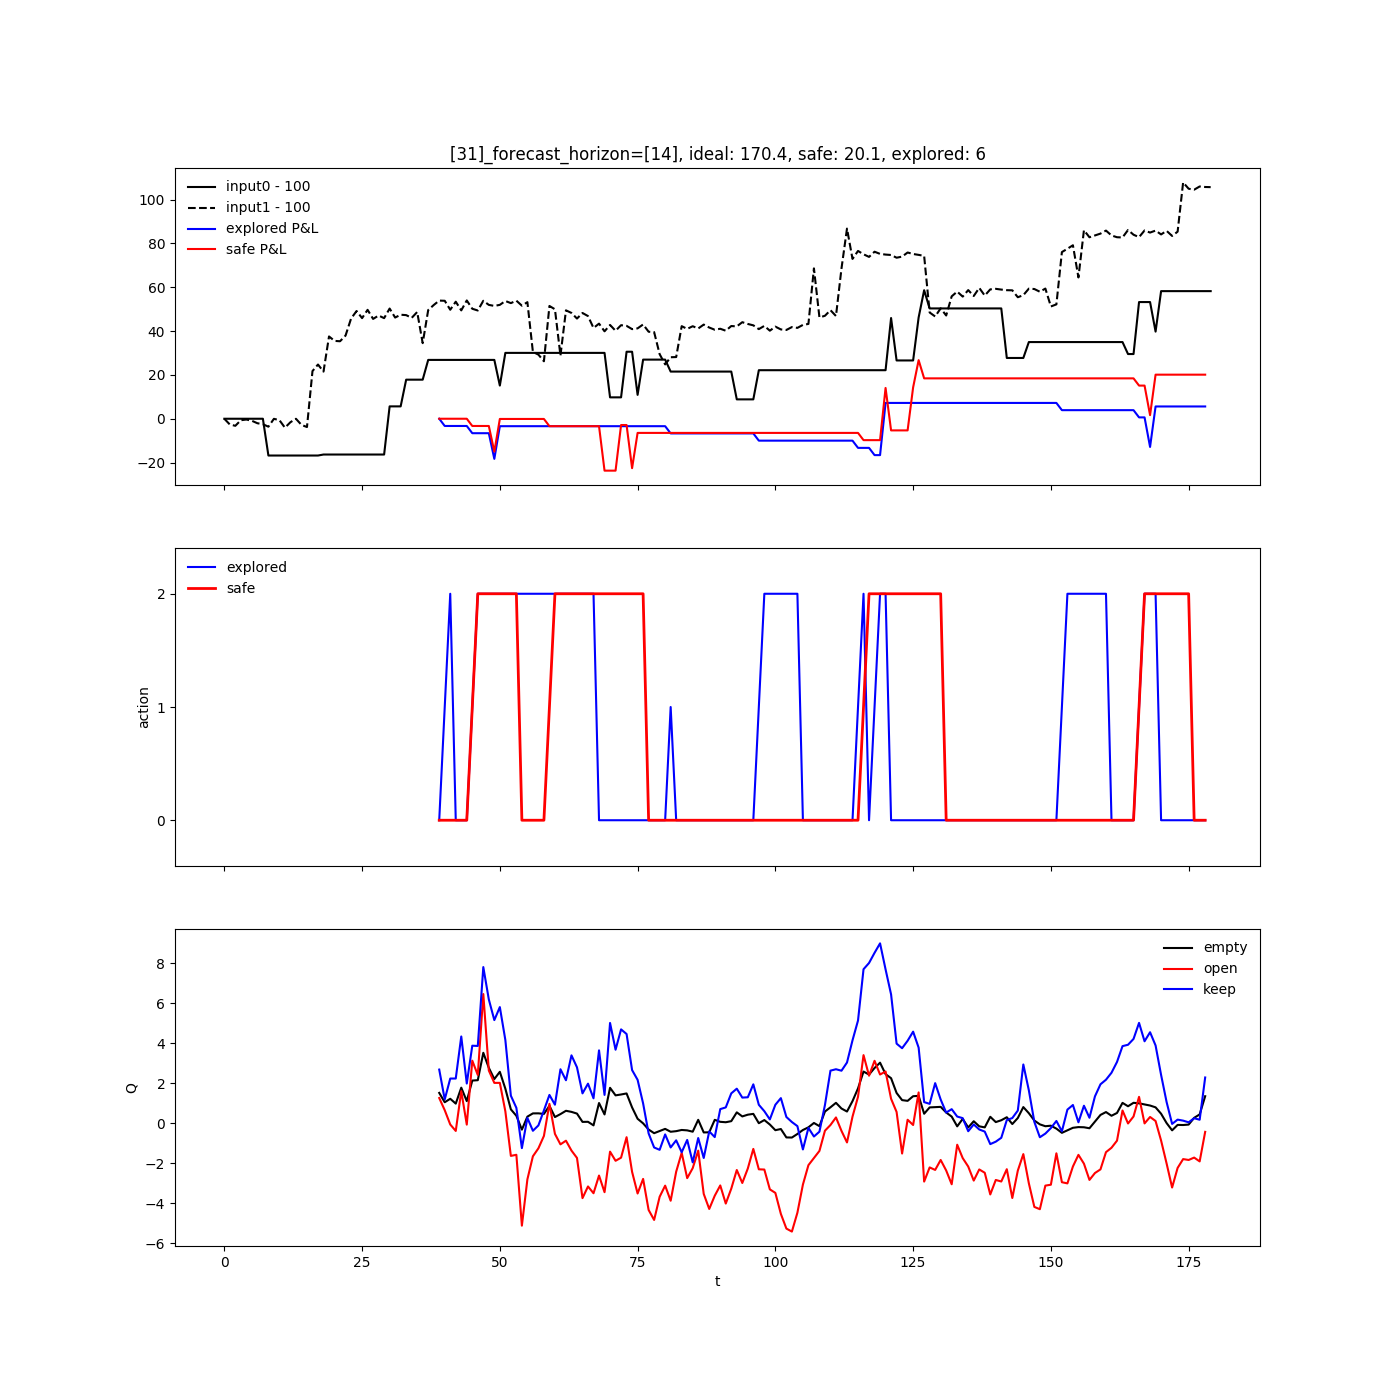 [31]_forecast_horizon=[14], ideal: 170.4, safe: 20.1, explored: 6
input0 - 100
input1 - 100
explored P&L
safe P&L
100
80
60
40
20
0
−20
explored
safe
action
2
1
0
empty
open
keep
Q
8
6
4
2
0
−2
−4
−6
0 25 50 75 100 125 150 175
t